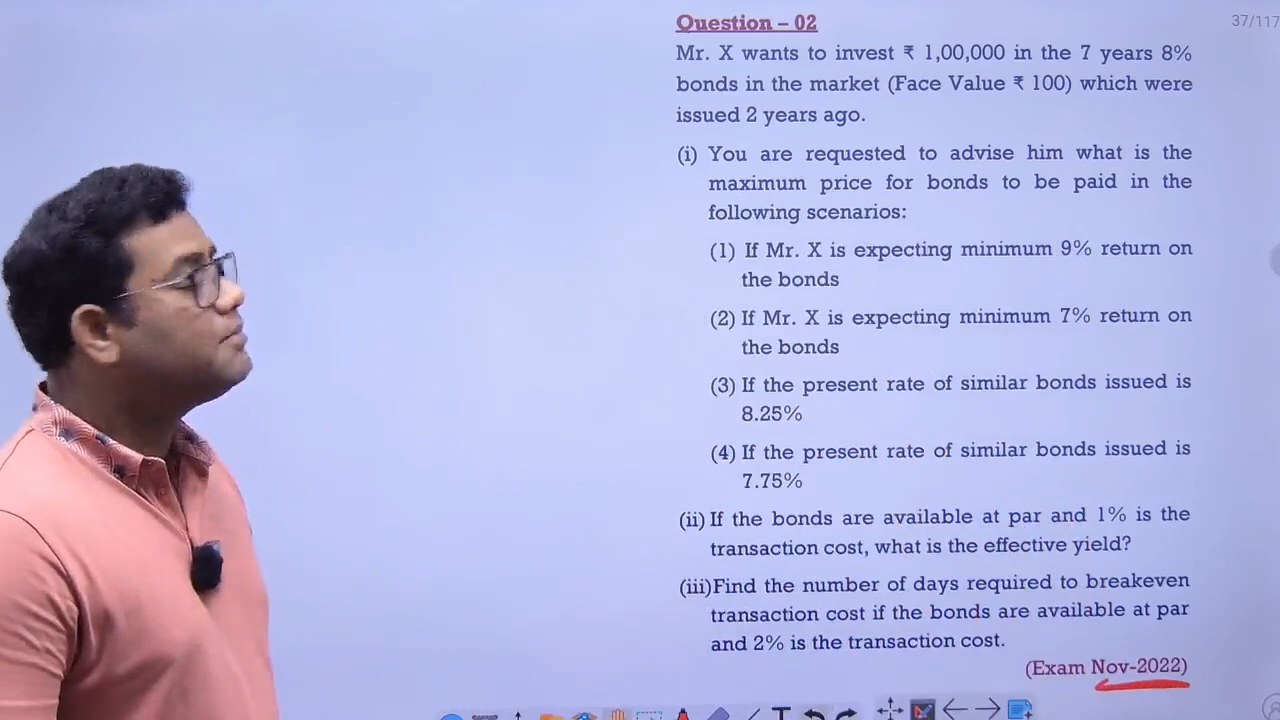 Question – 02
37/117
Mr. X wants to invest ₹ 1,00,000 in the 7 years 8%
bonds in the market (Face Value ₹ 100) which were
issued 2 years ago.
(i) You are requested to advise him what is the
maximum price for bonds to be paid in the
following scenarios:
(1) If Mr. X is expecting minimum 9% return on
the bonds
(2) If Mr. X is expecting minimum 7% return on
the bonds
(3) If the present rate of similar bonds issued is
8.25%
(4) If the present rate of similar bonds issued is
7.75%
(ii) If the bonds are available at par and 1% is the
transaction cost, what is the effective yield?
(iii)Find the number of days required to breakeven
transaction cost if the bonds are available at par
and 2% is the transaction cost.
(Exam Nov-2022)